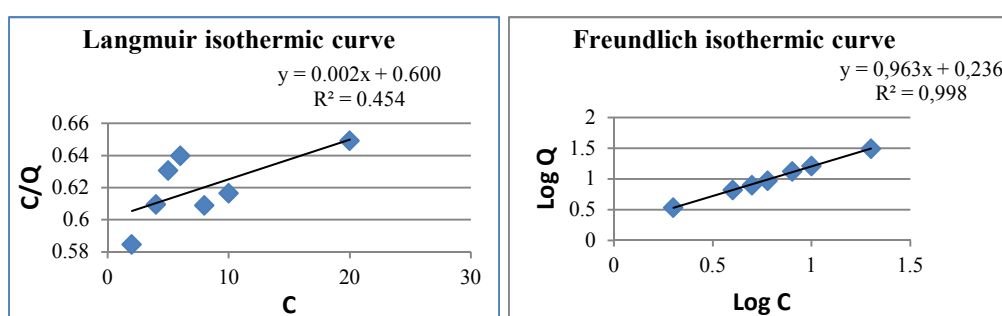 Langmuir isothermic curve
y = 0.002x + 0.600
R² = 0.454
0.66
0.64
0.62
0.6
0.58
0
10
20
30
C/Q
C
Freundlich isothermic curve
y = 0,963x + 0,236
R² = 0,998
2
1.5
1
0.5
0
0
0.5
1
1.5
Log Q
Log C